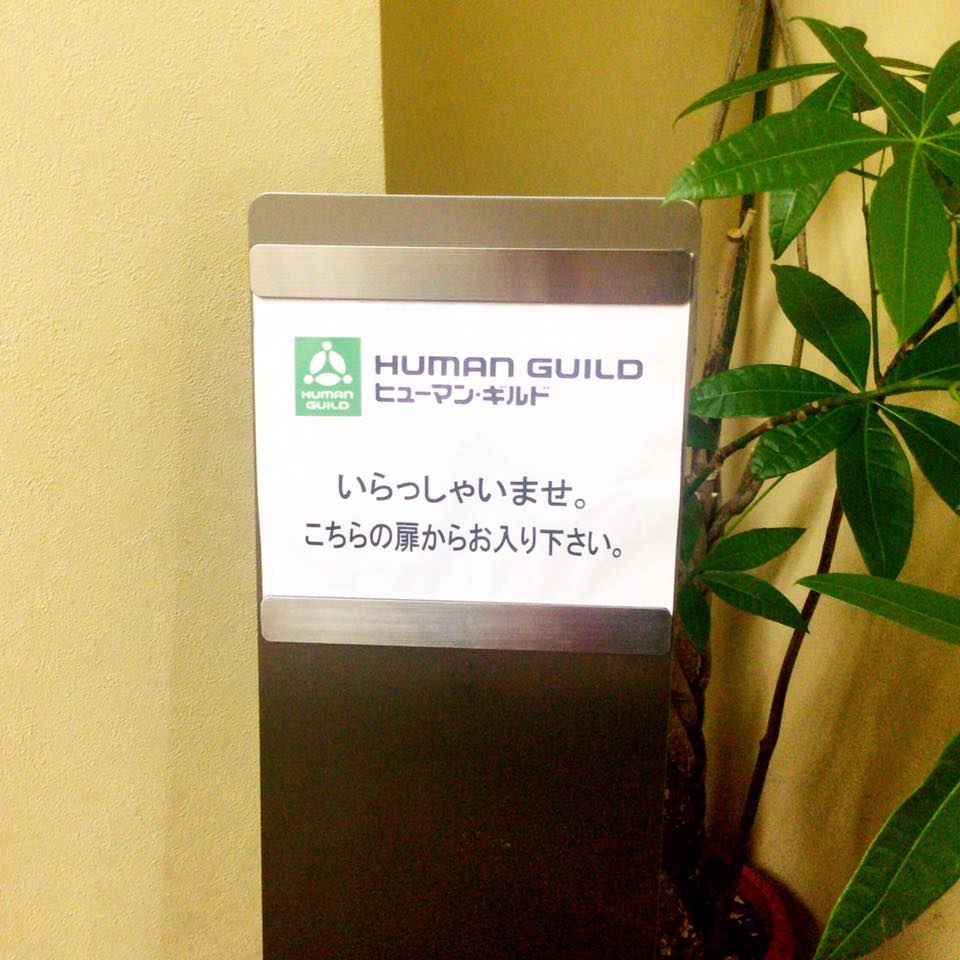 HUMAN
GUILD
HUMAN GUILD
ヒューマン・ギルド
いらっしゃいませ。
こちらの扉からお入り下さい。